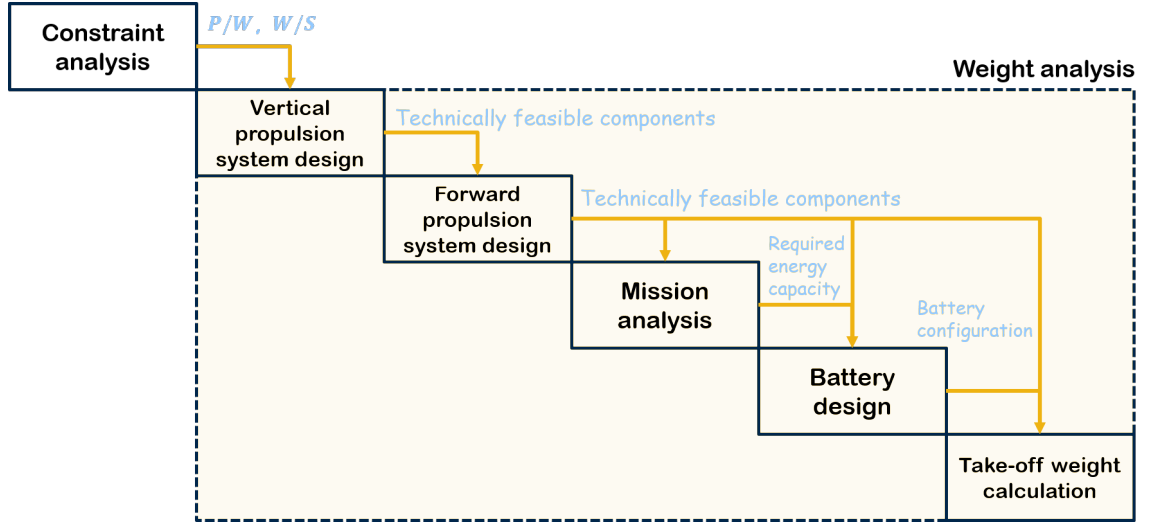 P/W, W/S
Constraint
analysis
Weight analysis
Vertical
propulsion
system design
Technically feasible components
Forward
propulsion
system design
Technically feasible components
Required
energy
capacity
Mission
analysis
Battery
configuration
Battery
design
Take-off weight
calculation